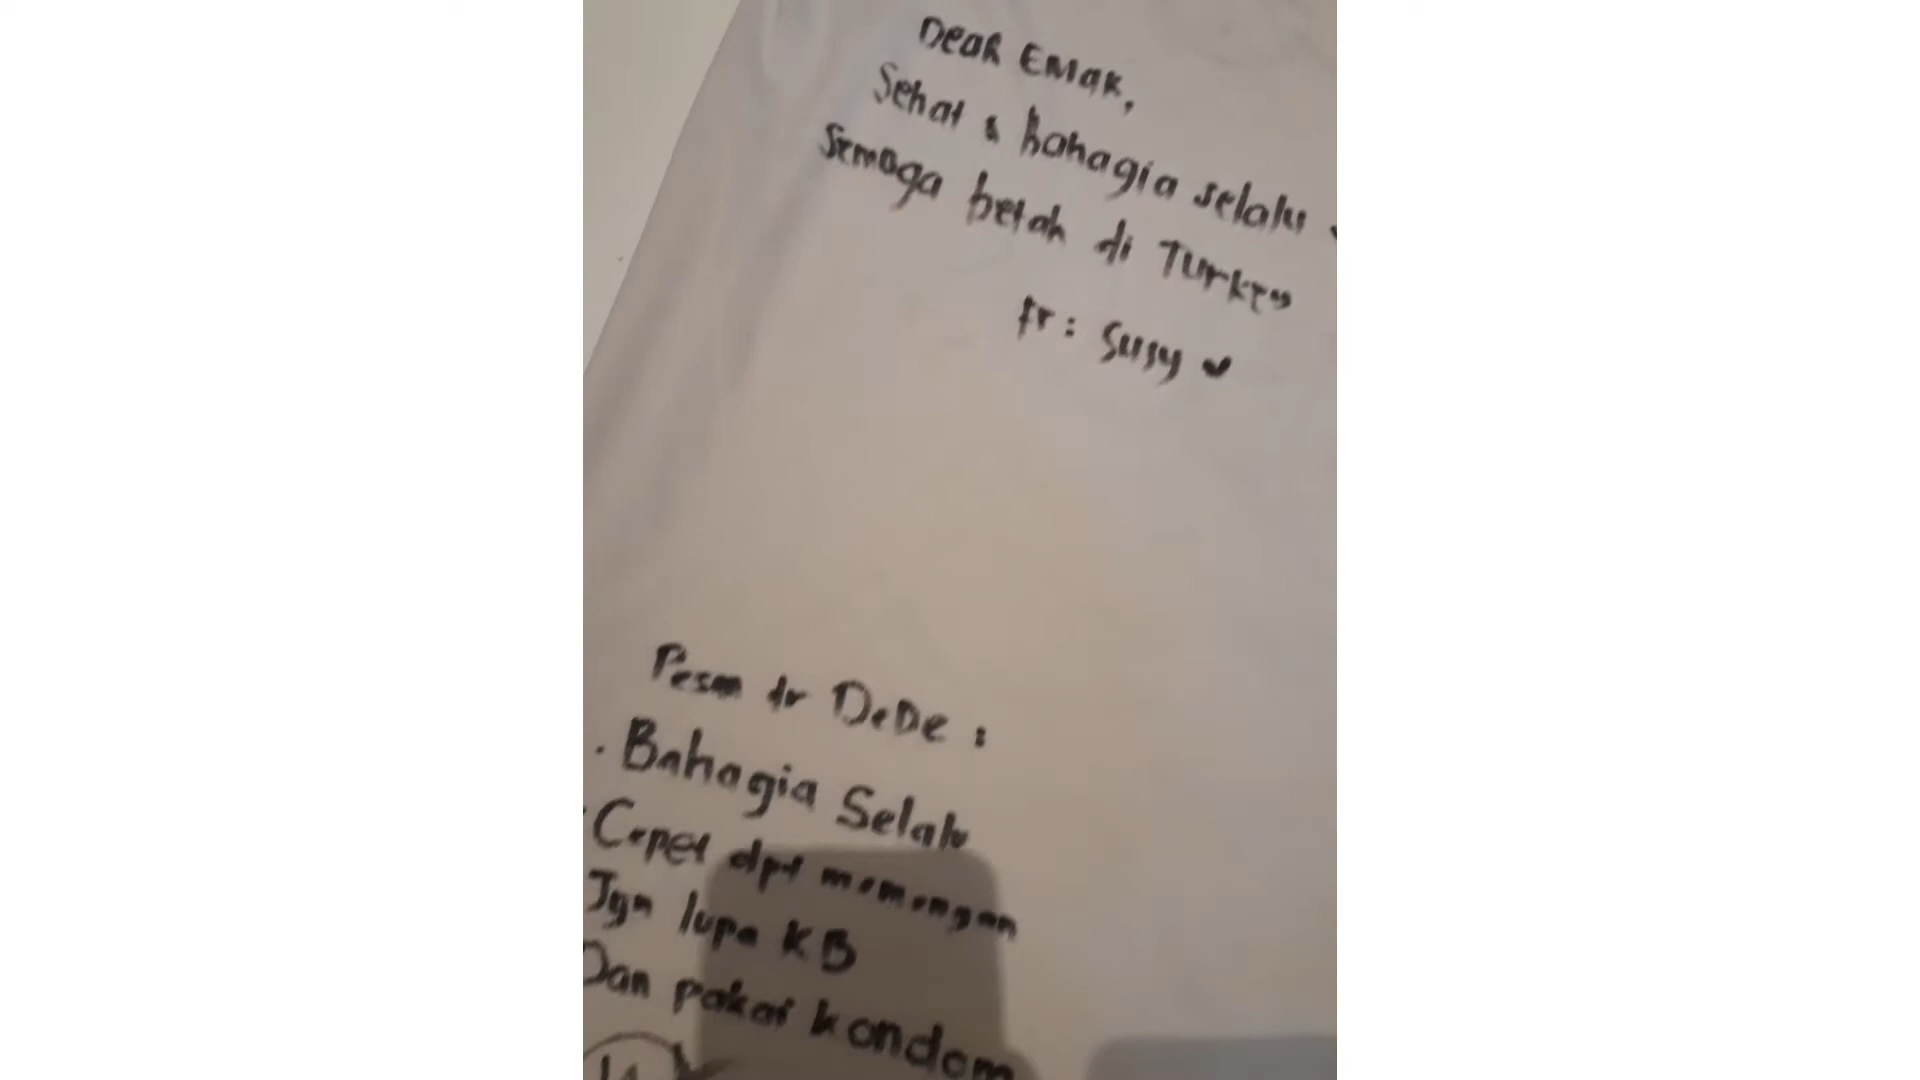 Dear EMak,
Sehat & bahagia selalu
Semoga betah di Turkey
fr: Susy
Pesan dr DeDe :
. Bahagia Selalu
. Cepet dpt momongan
Jgn lupa KB
Dan pakai kondom